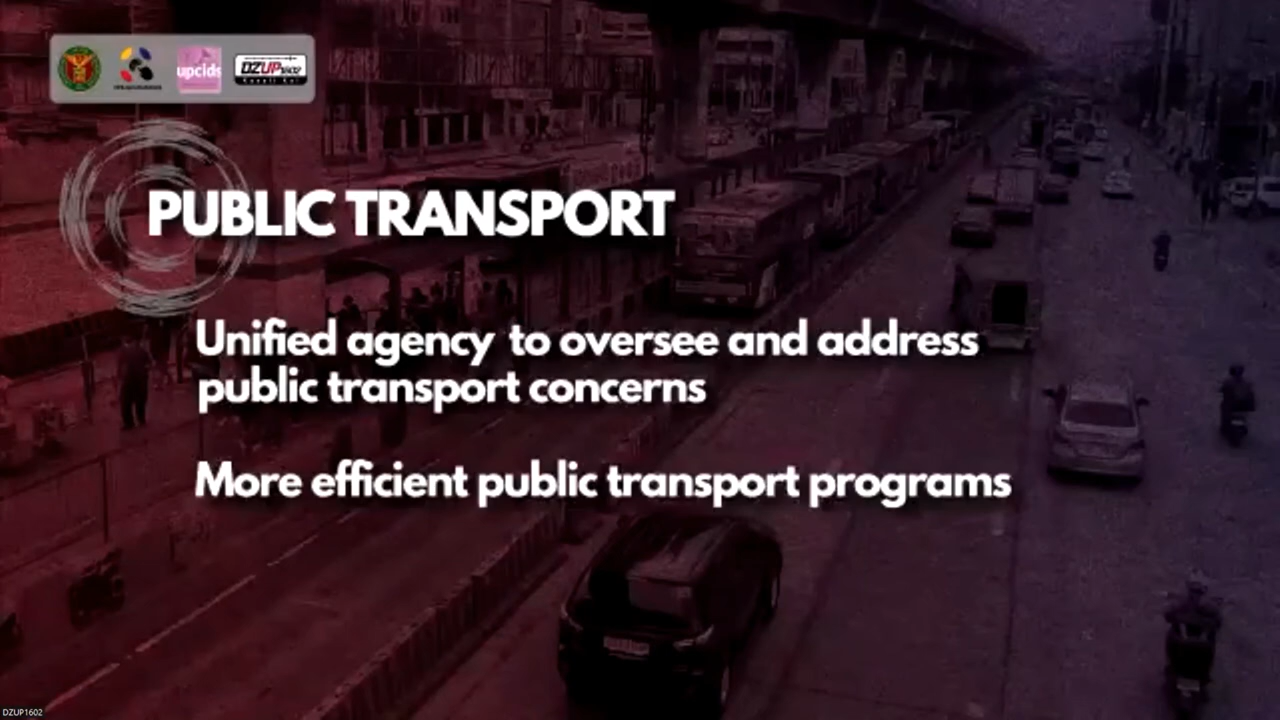 upcids
DZUP1602
PUBLIC TRANSPORT
Unified agency to oversee and address
public transport concerns
More efficient public transport programs
DZUP1602